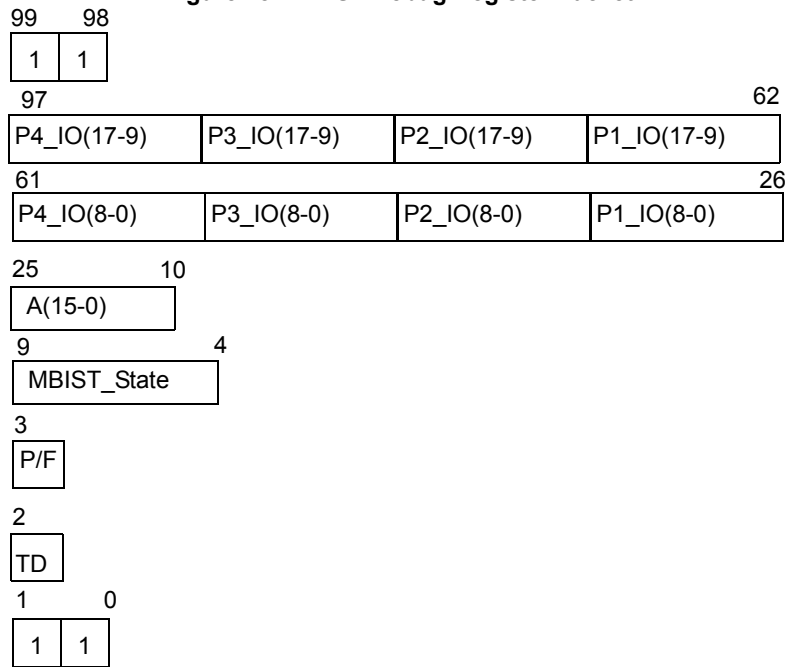 99 98
1 1
97 62
P4_IO(17-9) P3_IO(17-9) P2_IO(17-9) P1_IO(17-9)
61 26
P4_IO(8-0) P3_IO(8-0) P2_IO(8-0) P1_IO(8-0)
25 10
A(15-0)
9 4
MBIST_State
3
P/F
2
TD
1 0
1 1